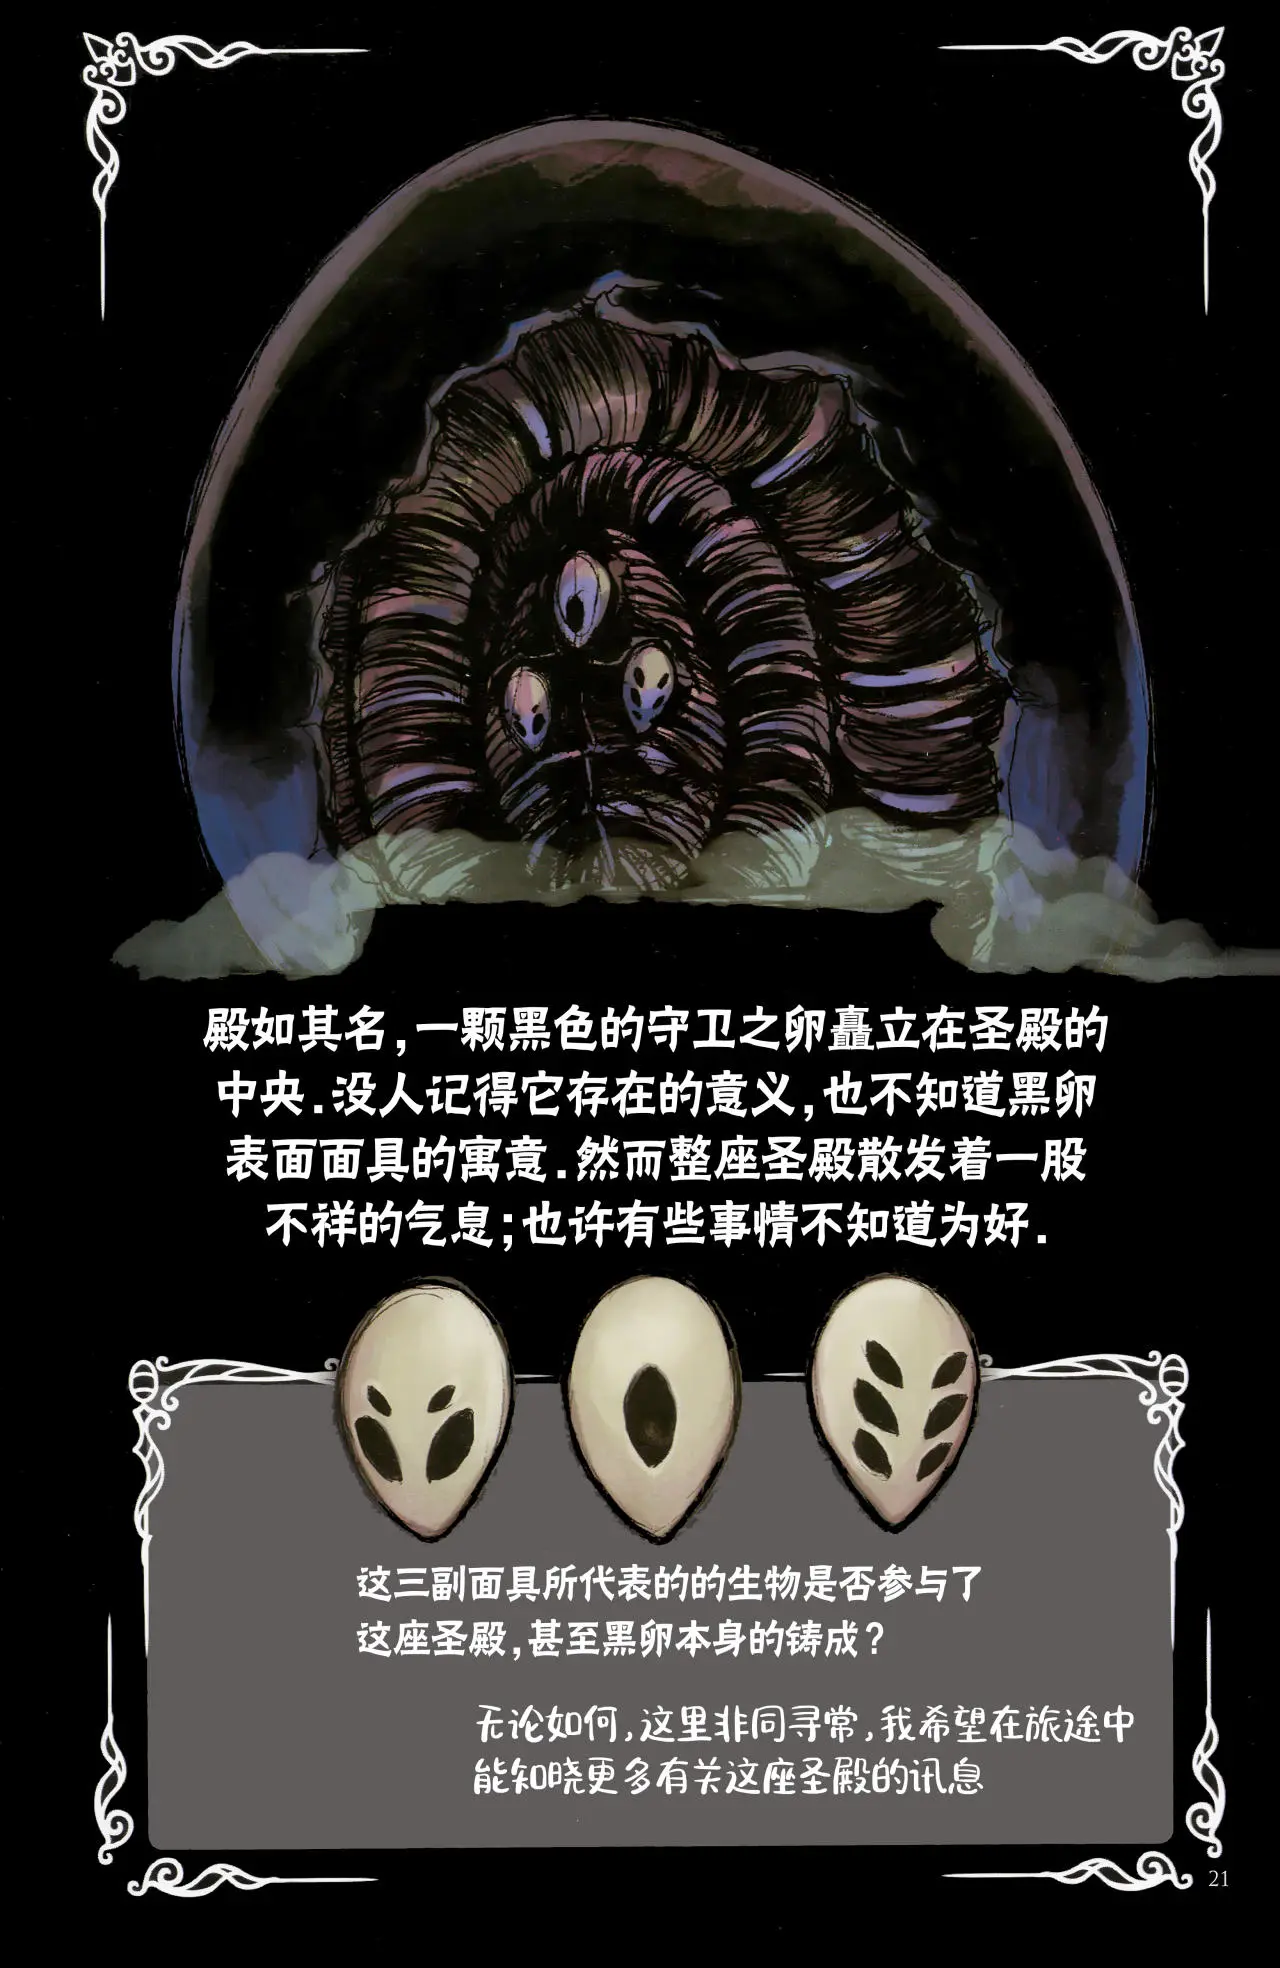 殿如其名,一颗黑色的守卫之卵矗立在圣殿的
中央.没人记得它存在的意义,也不知道黑卵
表面面具的寓意.然而整座圣殿散发着一股
不祥的气息;也许有些事情不知道为好.
这三副面具所代表的的生物是否参与了
这座圣殿,甚至黑卵本身的铸成?
无论如何,这里非同寻常,我希望在旅途中
能知晓更多有关这座圣殿的讯息
21